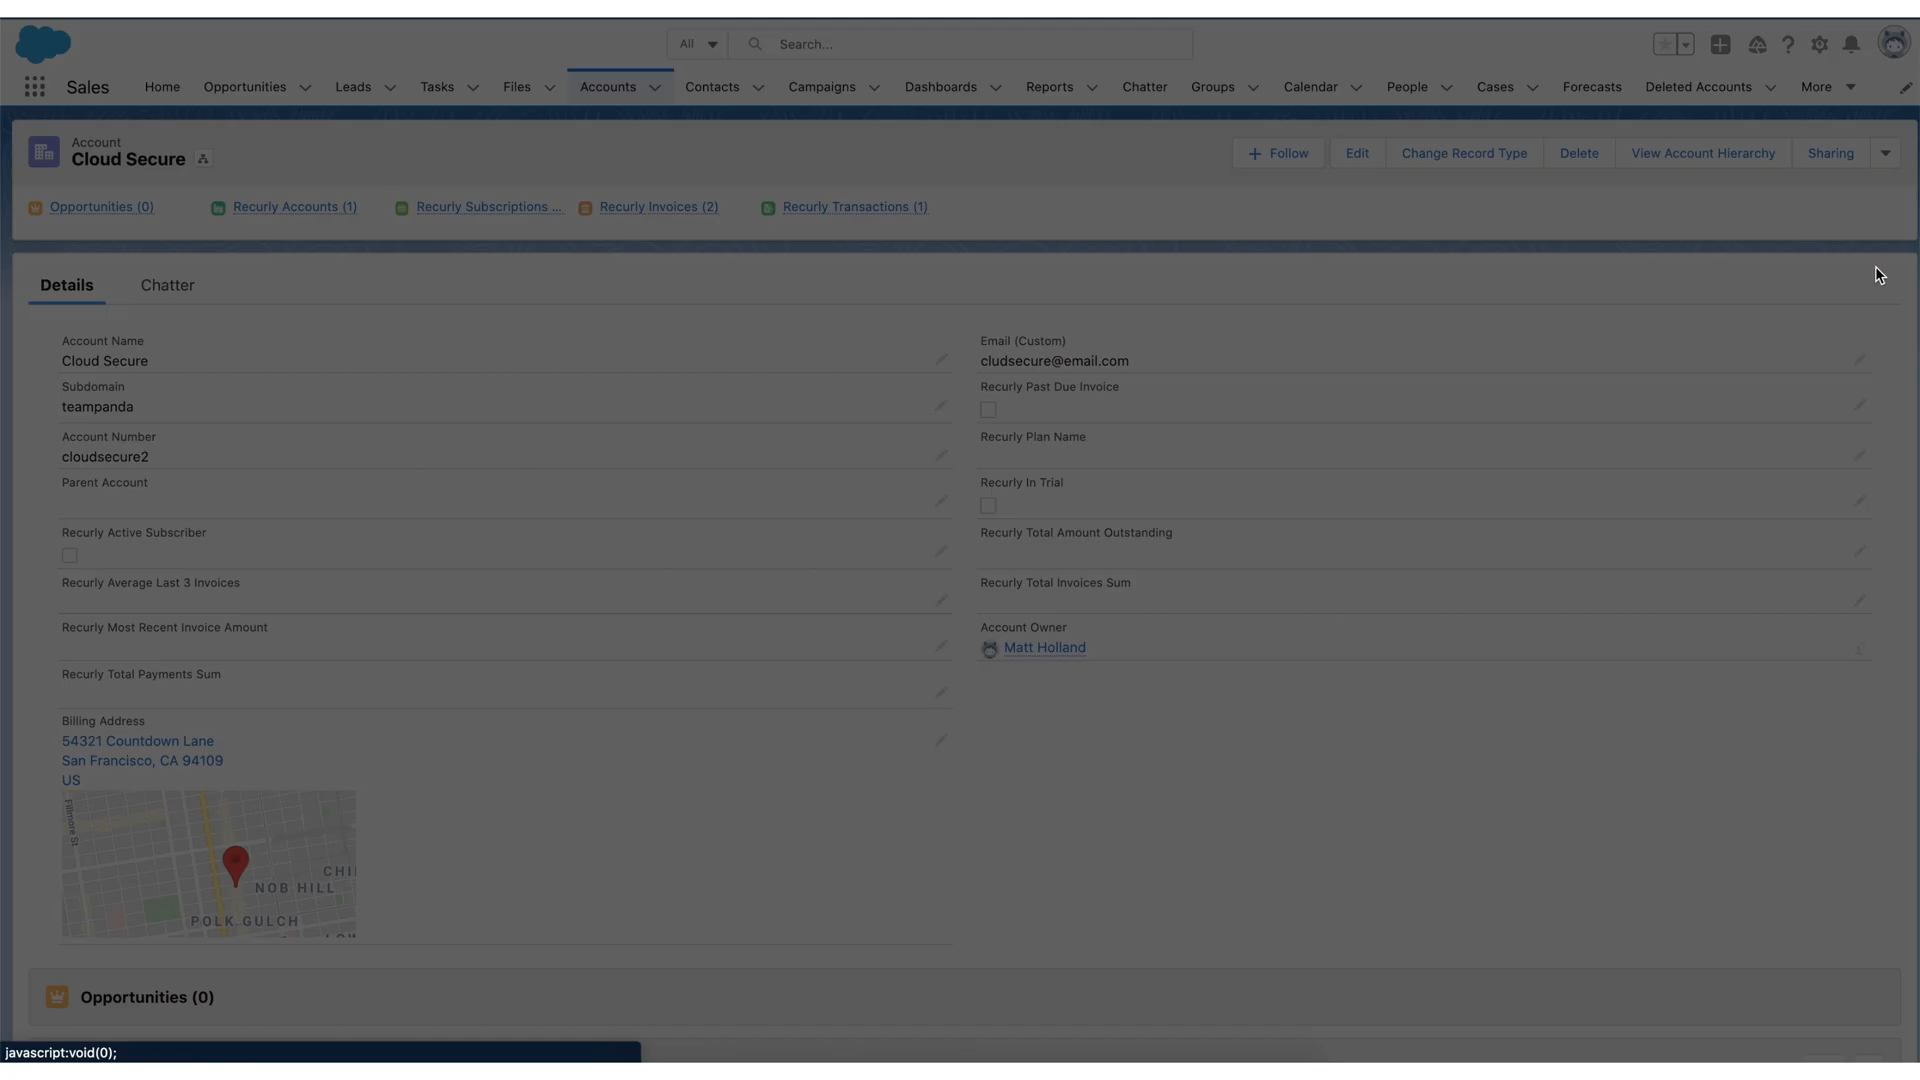 All
Search...
Sales
Home
Opportunities
Leads
Tasks
Files
Accounts
Contacts
Campaigns
Dashboards
Reports
Chatter
Groups
Calendar
People
Cases
Forecasts
Deleted Accounts
More
Account
Cloud Secure
Follow
Edit
Change Record Type
Delete
View Account Hierarchy
Sharing
Opportunities (0)
Recurly Accounts (1)
Recurly Subscriptions ...
Recurly Invoices (2)
Recurly Transactions (1)
Details
Chatter
Account Name
Cloud Secure
Email (Custom)
cludsecure@email.com
Subdomain
teampanda
Recurly Past Due Invoice
Account Number
cloudsecure2
Recurly Plan Name
Parent Account
Recurly In Trial
Recurly Active Subscriber
Recurly Total Amount Outstanding
Recurly Average Last 3 Invoices
Recurly Total Invoices Sum
Recurly Most Recent Invoice Amount
Account Owner
Matt Holland
Recurly Total Payments Sum
Billing Address
54321 Countdown Lane
San Francisco, CA 94109
US
Fillmore St
CHI
NOB HILL
POLK GULCH
Opportunities (0)
javascript:void(0);